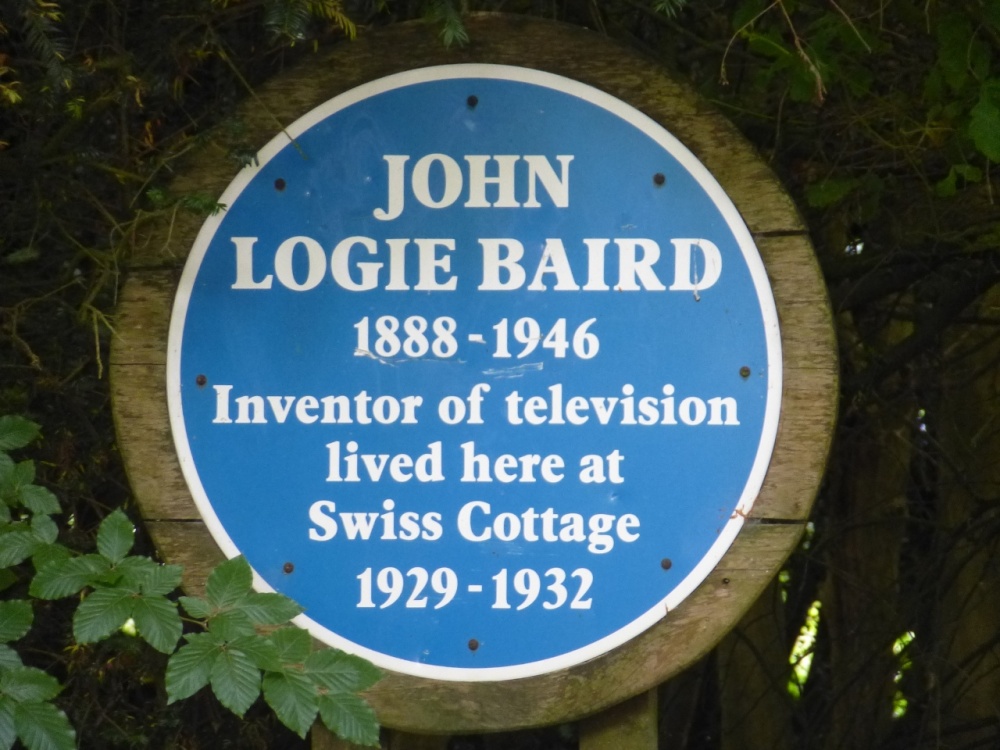 JOHN
LOGIE BAIRD
1888 - 1946
Inventor of television
lived here at
Swiss Cottage
1929 - 1932